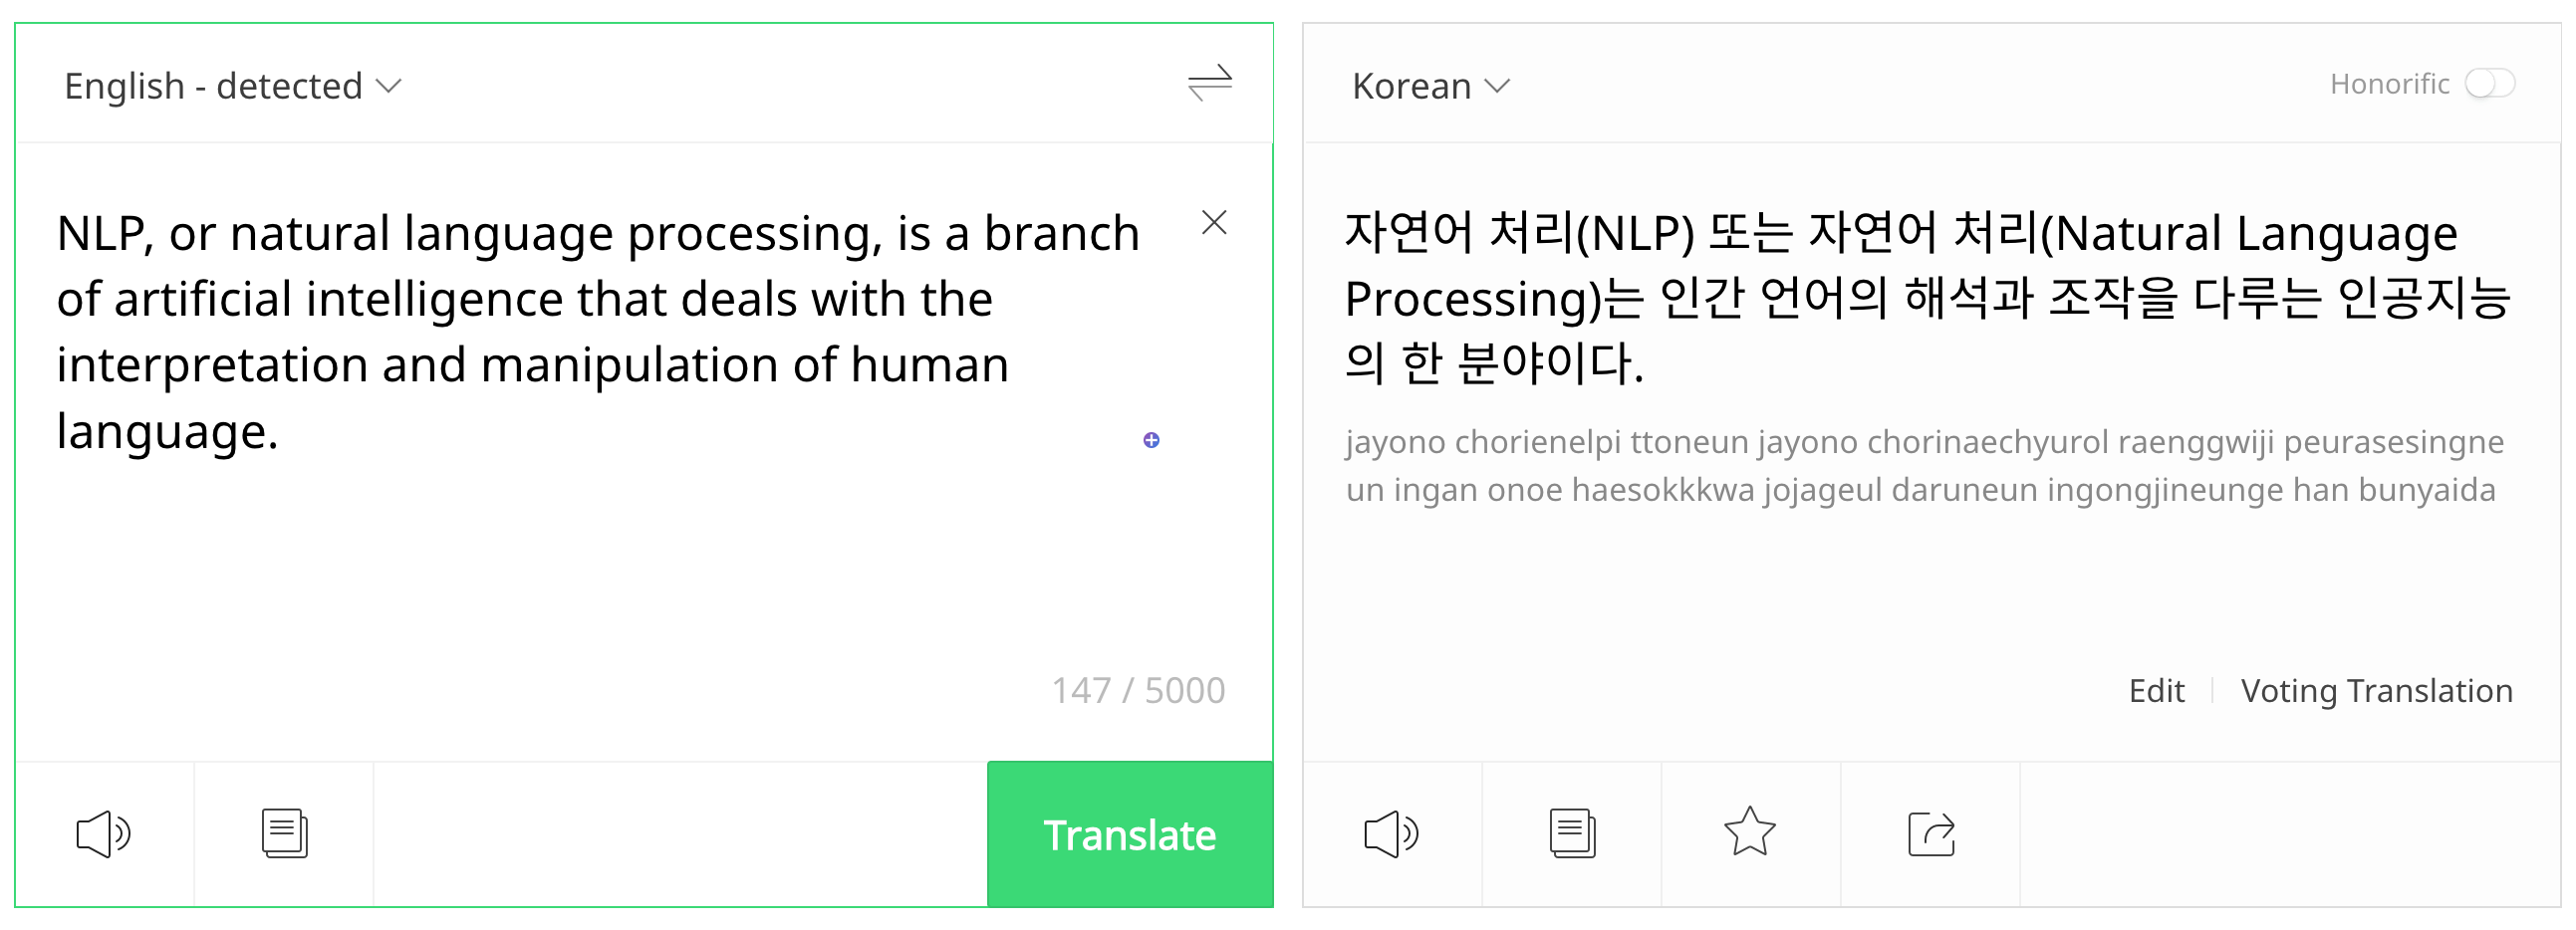 English - detected
NLP, or natural language processing, is a branch
of artificial intelligence that deals with the
interpretation and manipulation of human
language.
147 / 5000
Translate
Korean
Honorific
자연어 처리(NLP) 또는 자연어 처리(Natural Language
Processing)는 인간 언어의 해석과 조작을 다루는 인공지능
의 한 분야이다.
jayono chorienelpi ttoneun jayono chorinaechyurol raenggwiji peurasesingne
un ingan onoe haesokkkwa jojageul daruneun ingongjineunge han bunyaida
Edit
Voting Translation